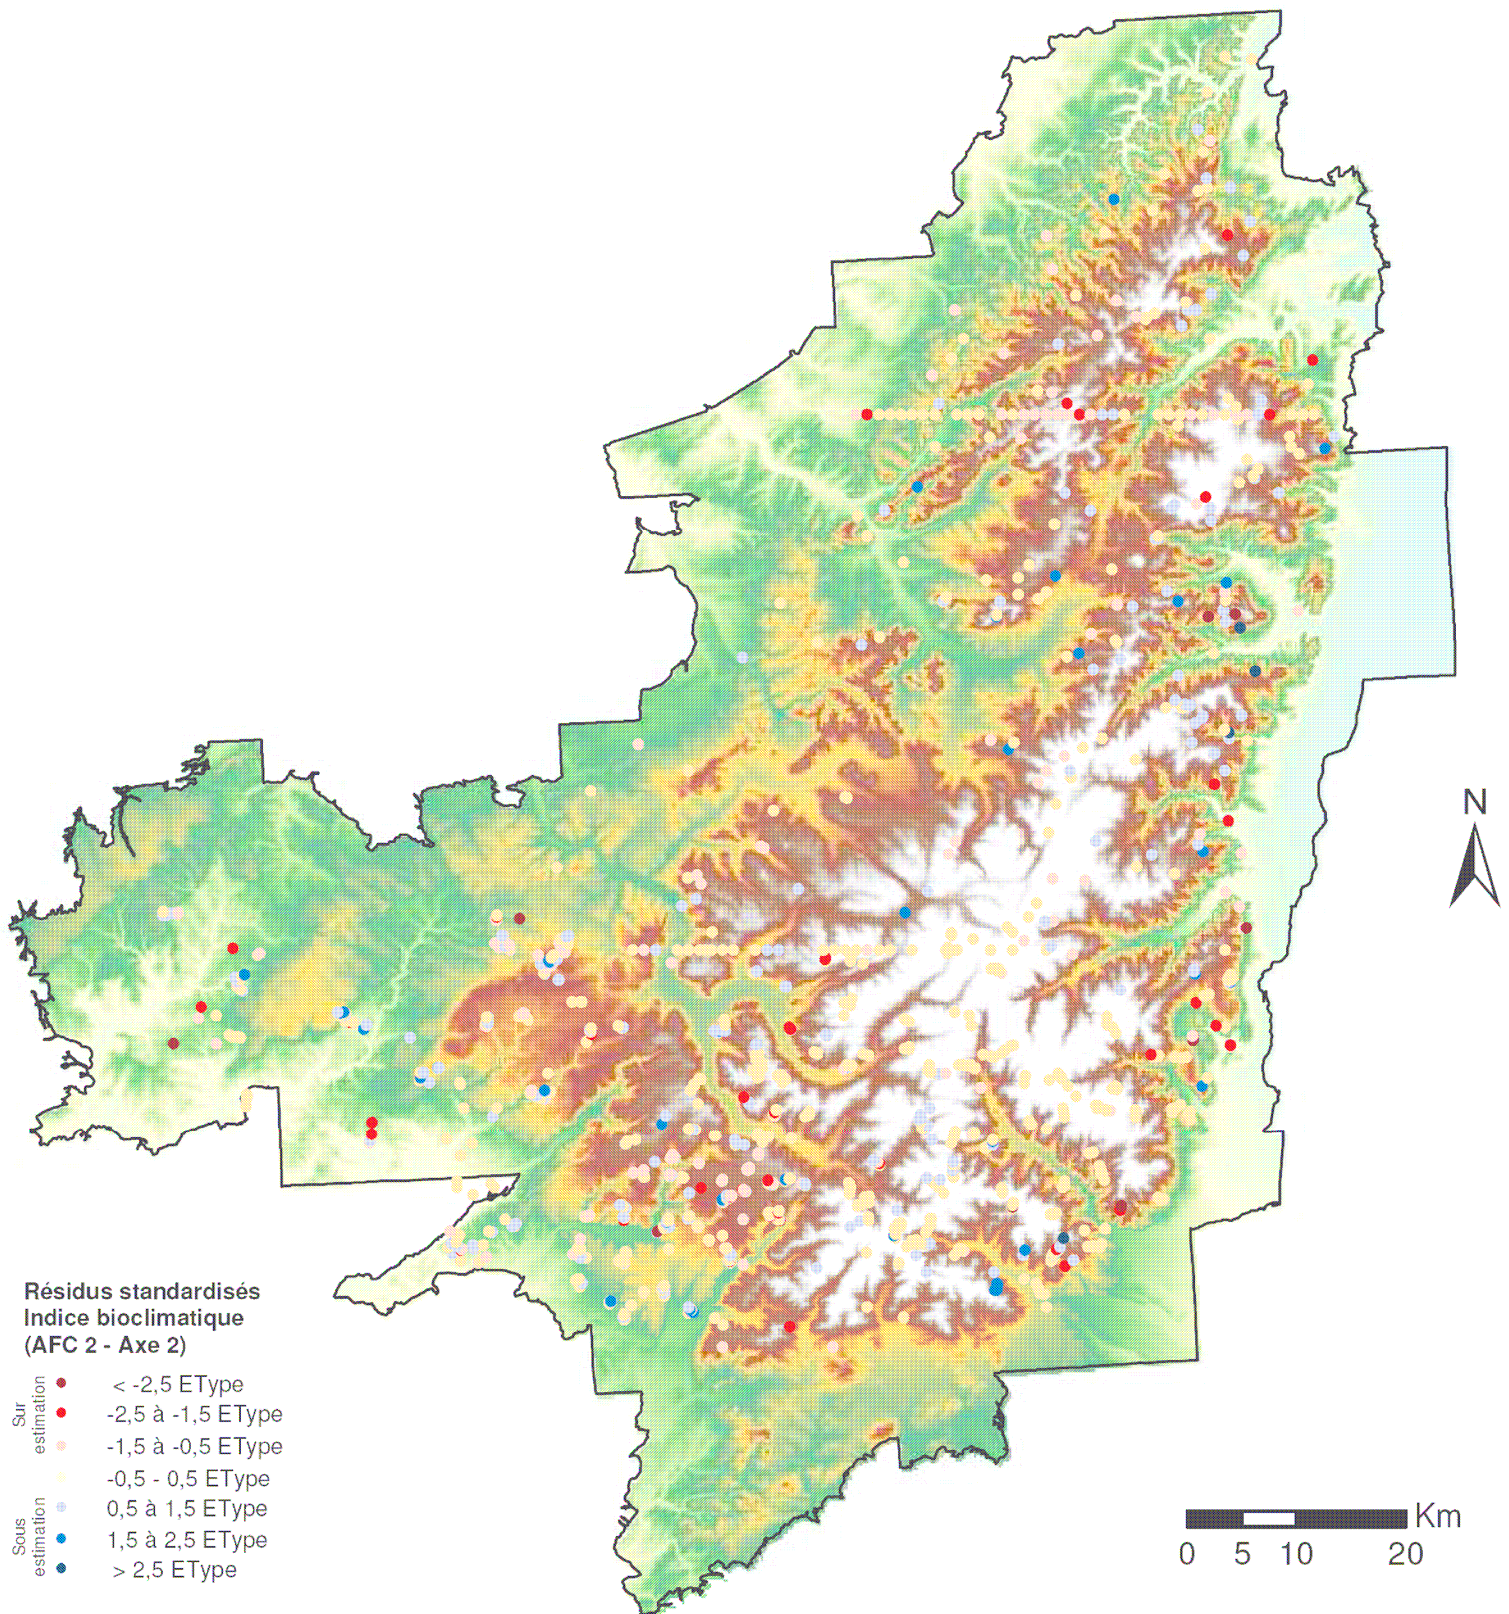 N
Résidus standardisés
Indice bioclimatique
(AFC 2 - Axe 2)
Sur
estimation
< -2,5 EType
-2,5 à -1,5 EType
-1,5 à -0,5 EType
-0,5 - 0,5 EType
Sous
estimation
0,5 à 1,5 EType
1,5 à 2,5 EType
> 2,5 EType
Km
0 5 10 20